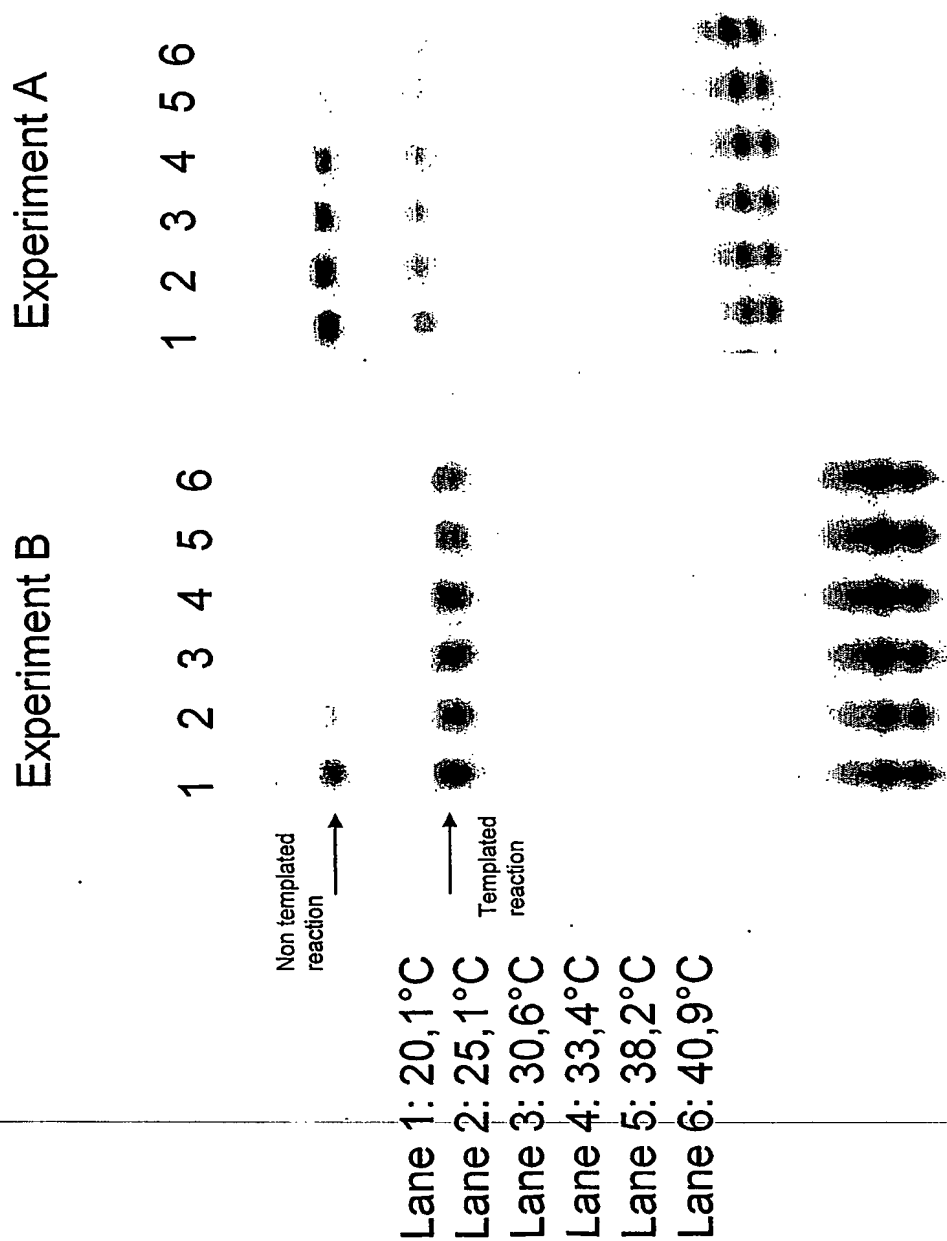 Experiment B
Experiment A
1 2 3 4 5 6
1 2 3 4 5 6
Non templated
reaction
Templated
reaction
Lane 1: 20,1°C
Lane 2: 25,1°C
Lane 3: 30,6°C
Lane 4: 33,4°C
Lane 5: 38,2°C
Lane 6: 40,9°C